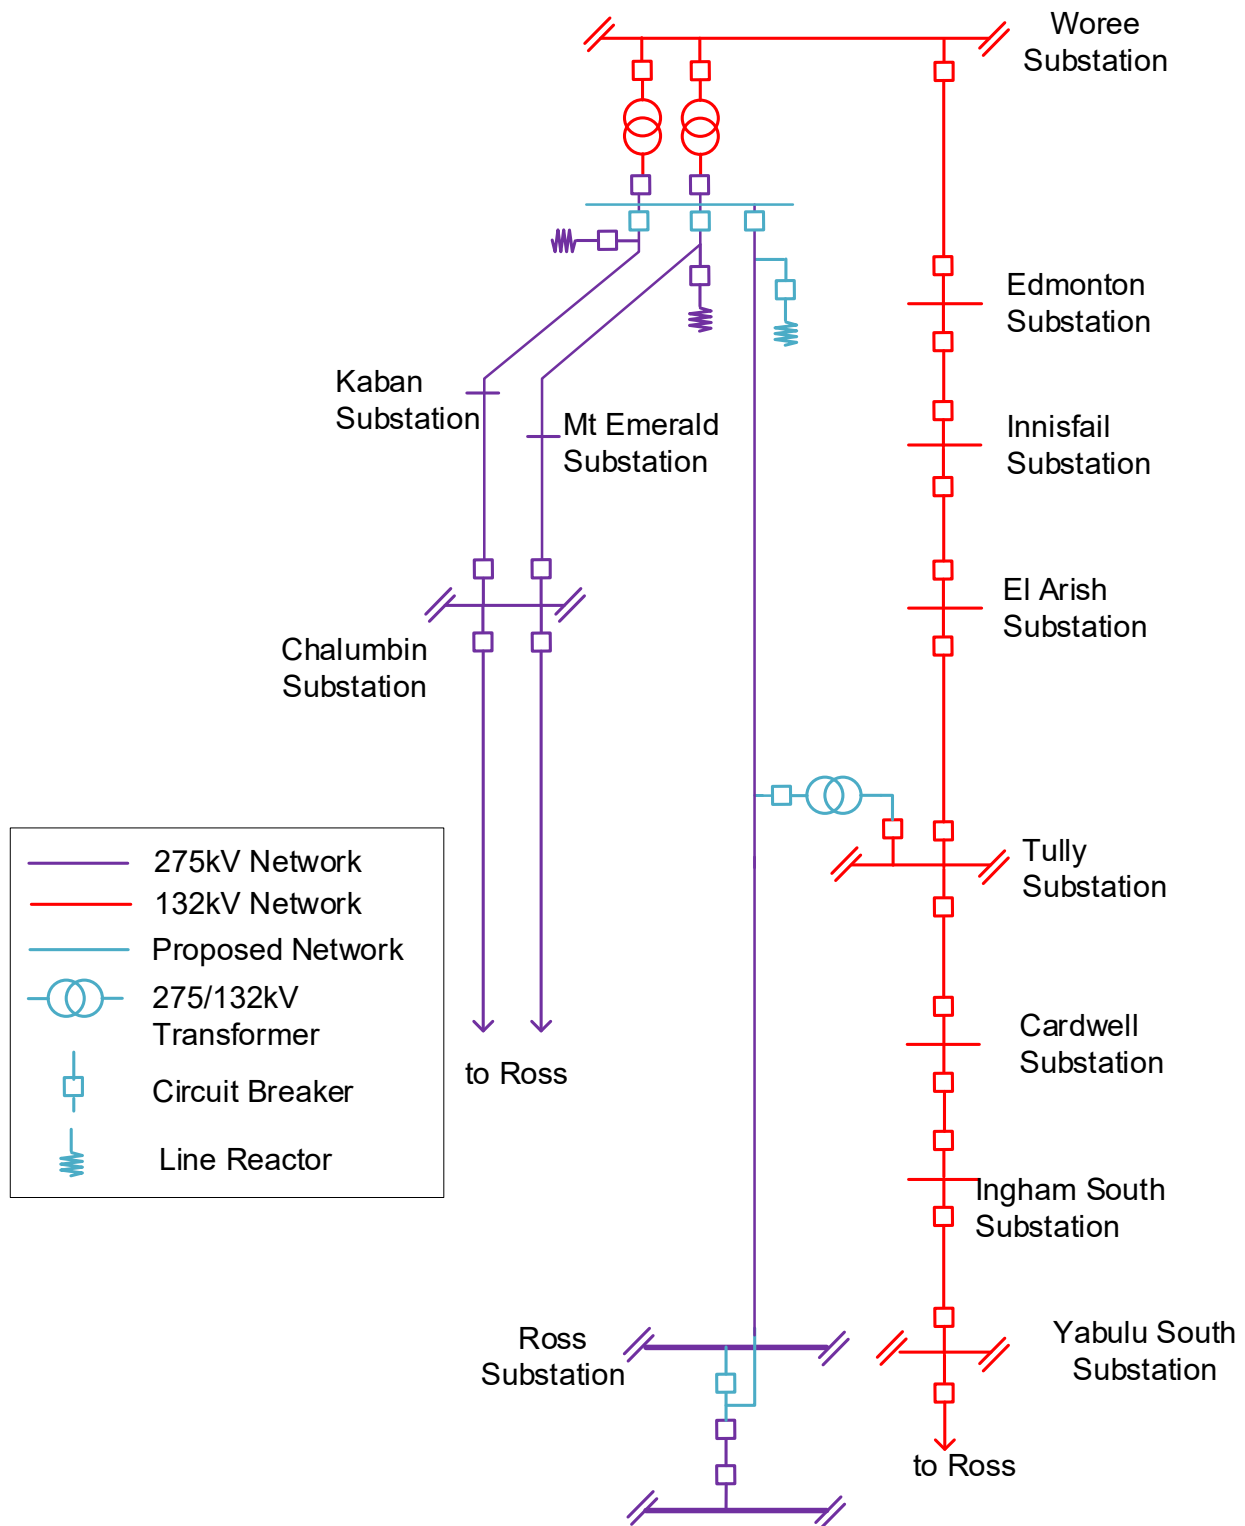 Woree
Substation
Edmonton
Substation
Kaban
Substation
Mt Emerald
Substation
Innisfail
Substation
El Arish
Substation
Chalumbin
Substation
Tully
Substation
275kV Network
132kV Network
Proposed Network
275/132kV
Transformer
Circuit Breaker
Line Reactor
to Ross
Cardwell
Substation
Ingham South
Substation
Ross
Substation
Yabulu South
Substation
to Ross